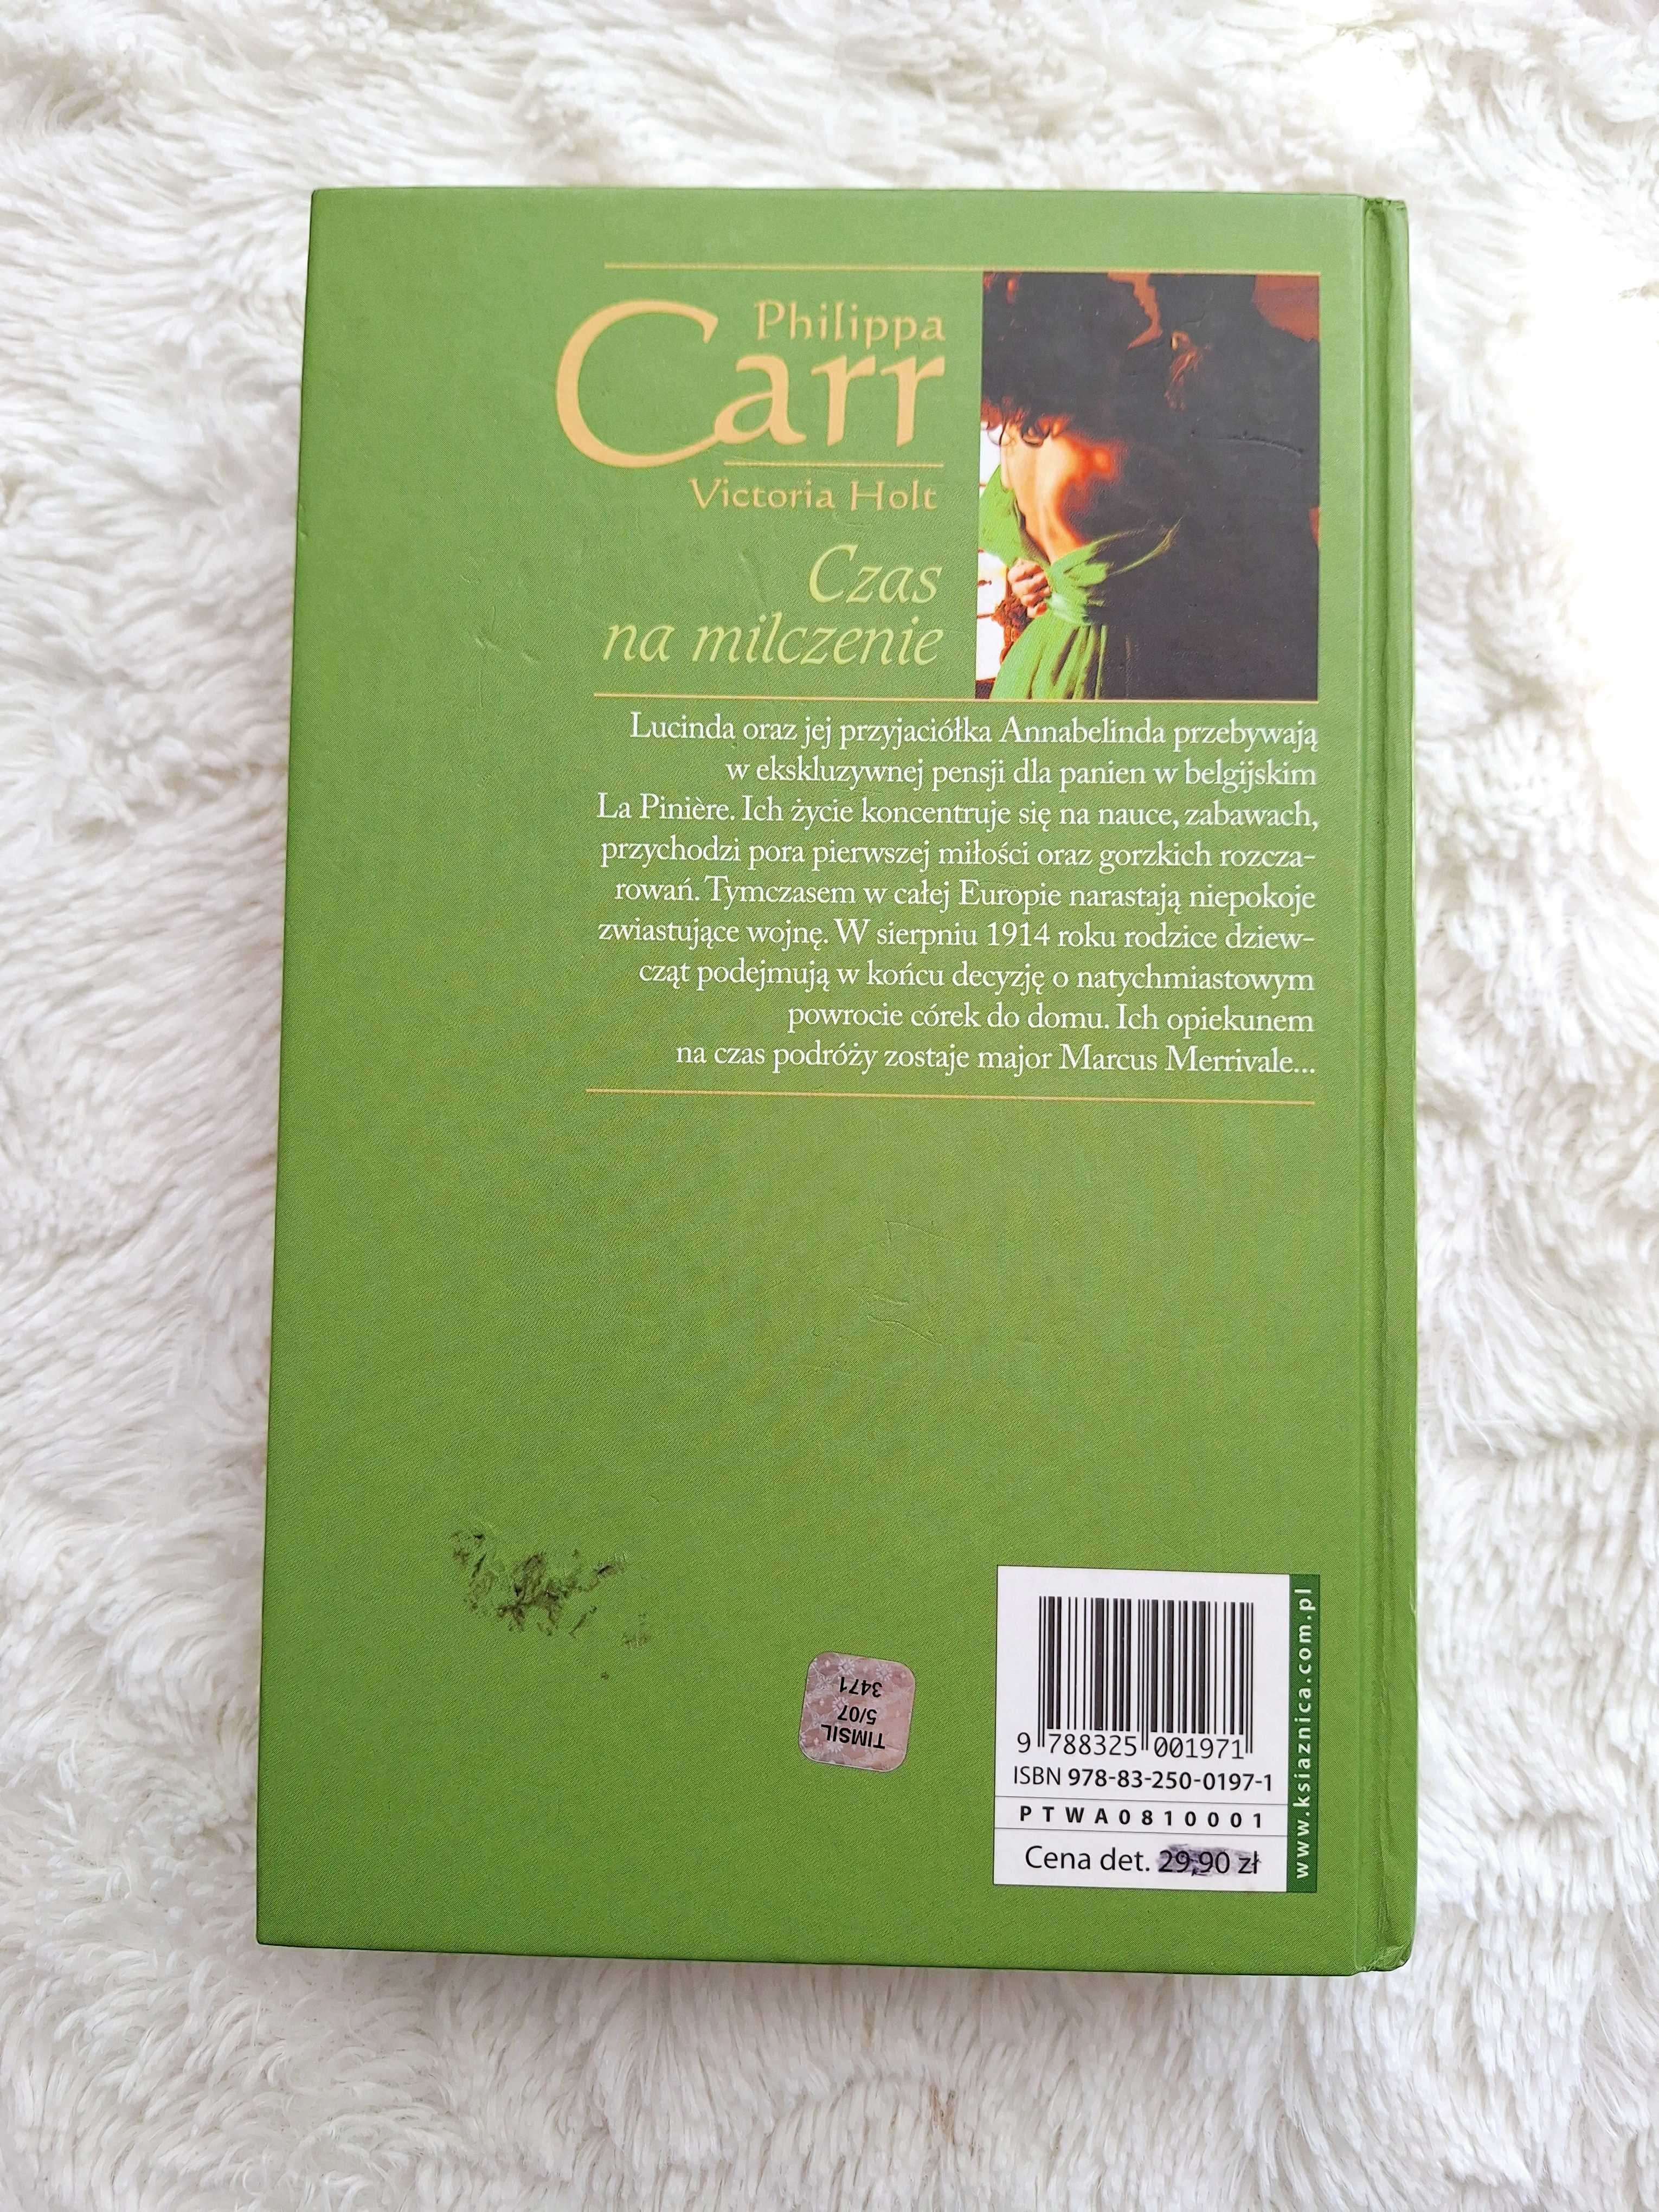 Philippa
Carr
Victoria Holt
Czas
na milczenie
Lucinda oraz jej przyjaciółka Annabelinda przebywają
w ekskluzywnej pensji dla panien w belgijskim
La Pinière. Ich życie koncentruje się na nauce, zabawach,
przychodzi pora pierwszej miłości oraz gorzkich rozcza-
rowań. Tymczasem w całej Europie narastają niepokoje
zwiastujące wojnę. W sierpniu 1914 roku rodzice dziew-
cząt podejmują w końcu decyzję o natychmiastowym
powrocie córek do domu. Ich opiekunem
na czas podróży zostaje major Marcus Merrivale...
TIMSIL
5/07
3471
9 788325 001971
ISBN 978-83-250-0197-1
PTWA0810001
Cena det. 29,90 zł
www.ksiaznica.com.pl